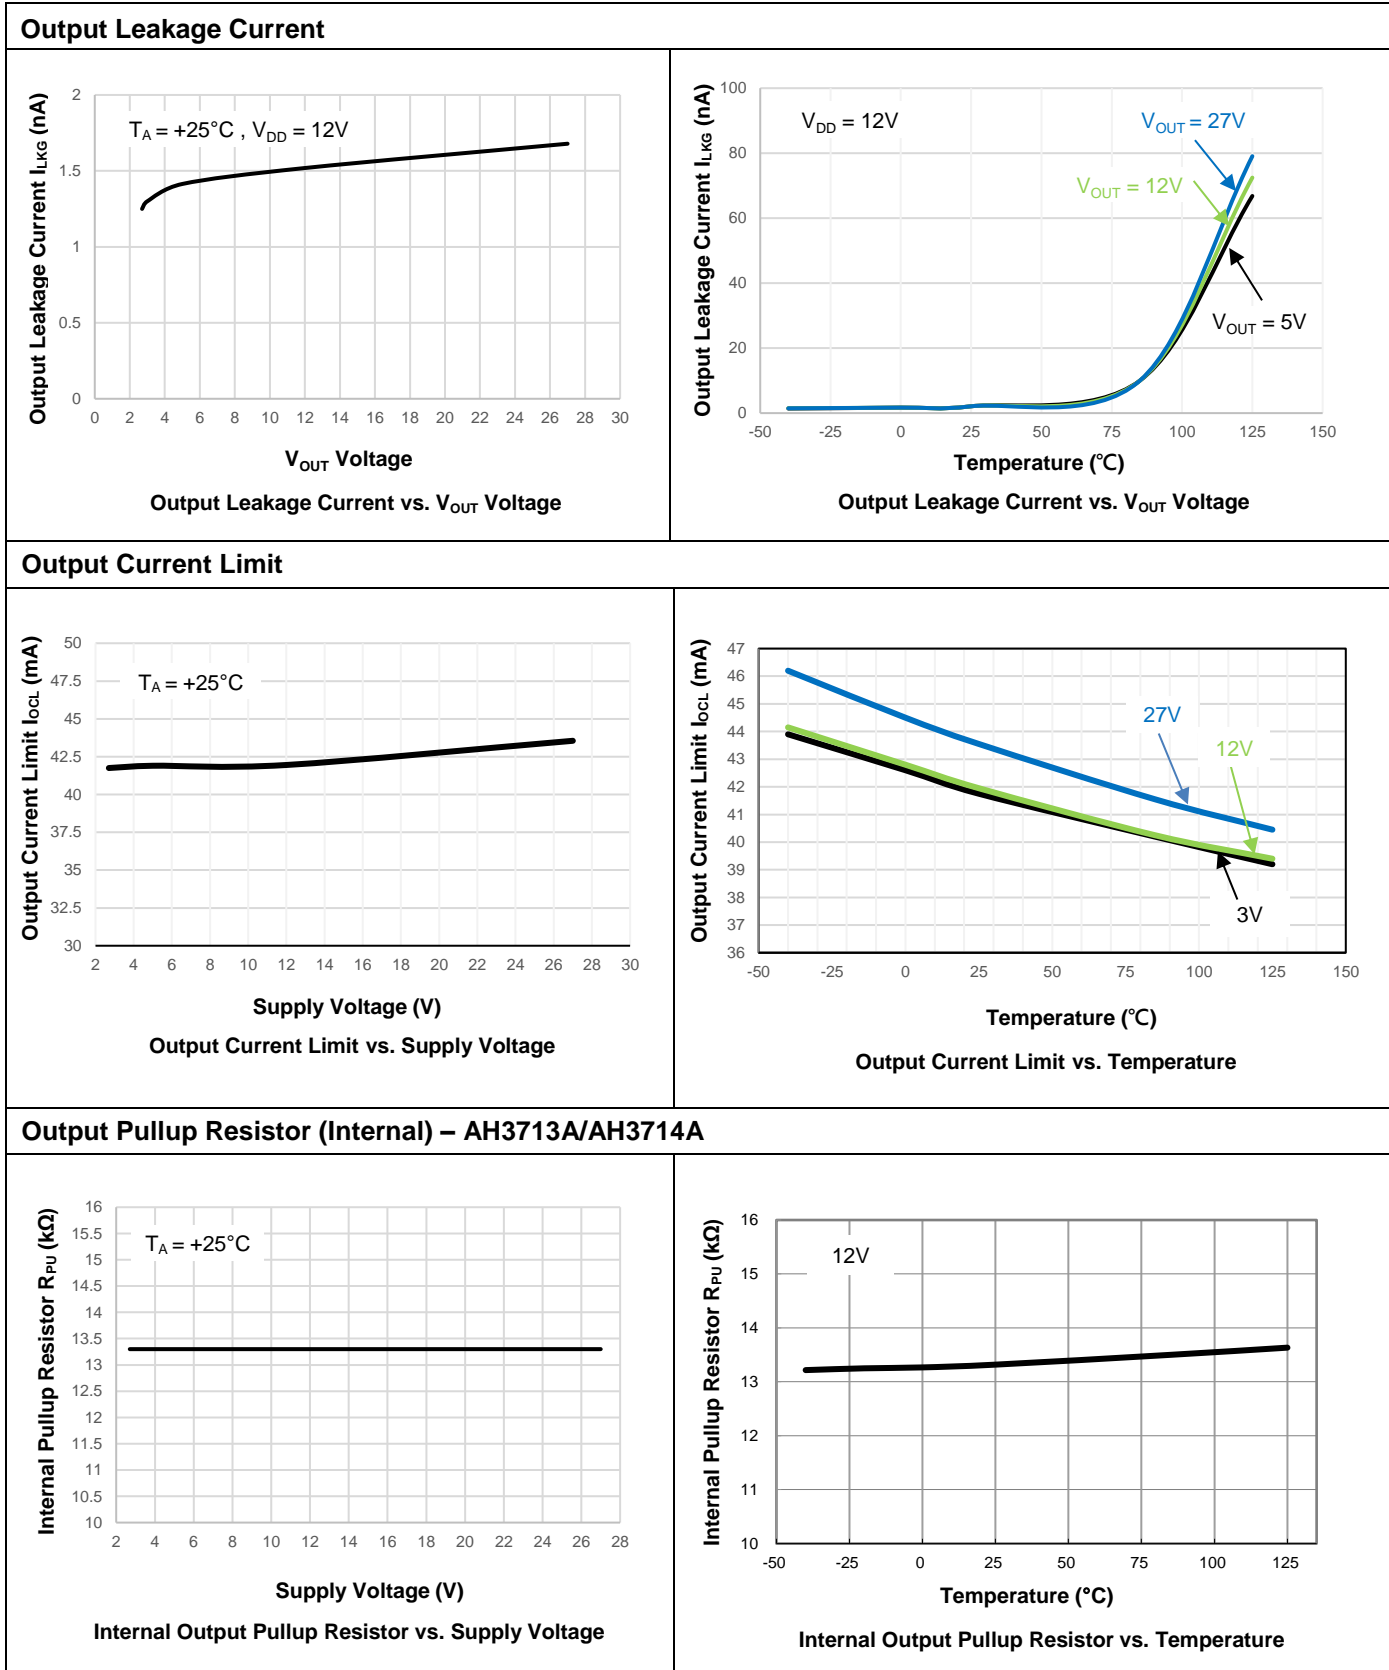 Output Leakage Current
Output Leakage Current ILKG (nA)
2
1.5
1
0.5
0
TA = +25°C , VDD = 12V
0 2 4 6 8 10 12 14 16 18 20 22 24 26 28 30
VOUT Voltage
Output Leakage Current vs. VOUT Voltage
Output Leakage Current ILKG (nA)
100
80
60
40
20
0
VDD = 12V
VOUT = 27V
VOUT = 12V
VOUT = 5V
-50 -25 0 25 50 75 100 125 150
Temperature (℃)
Output Leakage Current vs. VOUT Voltage
Output Current Limit
Output Current Limit IOCL (mA)
50
47.5
45
42.5
40
37.5
35
32.5
30
TA = +25°C
2 4 6 8 10 12 14 16 18 20 22 24 26 28 30
Supply Voltage (V)
Output Current Limit vs. Supply Voltage
Output Current Limit IOCL (mA)
47
46
45
44
43
42
41
40
39
38
37
36
27V
12V
3V
-50 -25 0 25 50 75 100 125 150
Temperature (℃)
Output Current Limit vs. Temperature
Output Pullup Resistor (Internal) – AH3713A/AH3714A
Internal Pullup Resistor RPU (kΩ)
16
15.5
15
14.5
14
13.5
13
12.5
12
11.5
11
10.5
10
TA = +25°C
2 4 6 8 10 12 14 16 18 20 22 24 26 28
Supply Voltage (V)
Internal Output Pullup Resistor vs. Supply Voltage
Internal Pullup Resistor RPU (kΩ)
16
15
14
13
12
11
10
12V
-50 -25 0 25 50 75 100 125
Temperature (°C)
Internal Output Pullup Resistor vs. Temperature